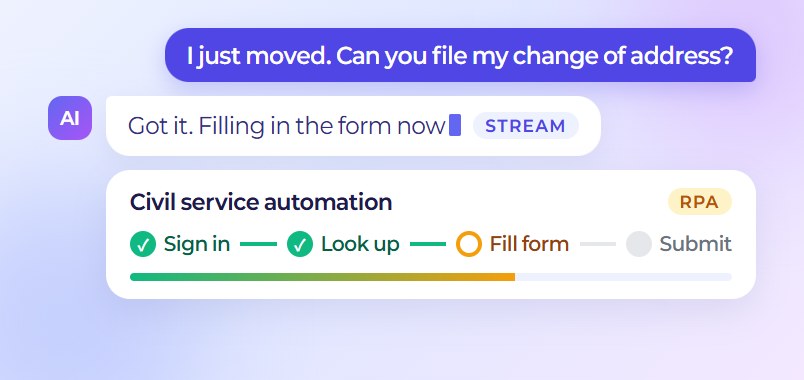 I just moved. Can you file my change of address?
AI
Got it. Filling in the form now
STREAM
Civil service automation
RPA
Sign in
Look up
Fill form
Submit